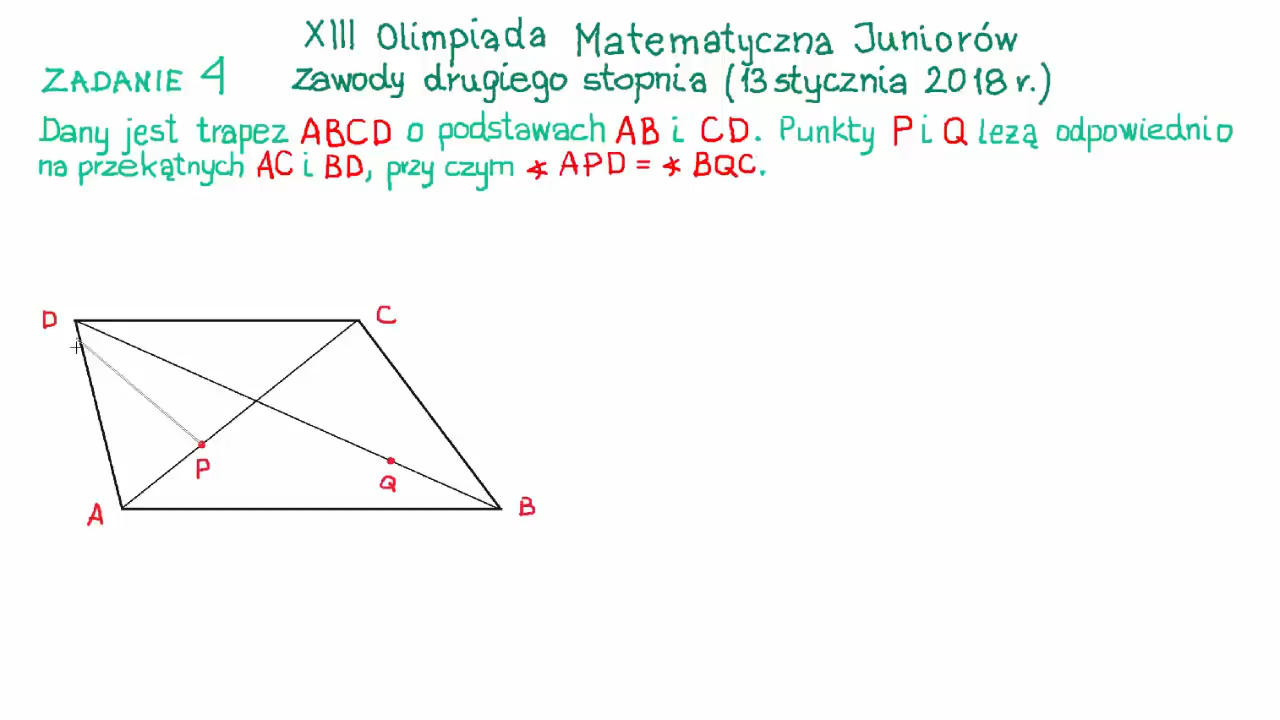 XIII Olimpiada Matematyczna Juniorów
ZADANIE 4 zawody drugiego stopnia (13 stycznia 2018 r.)
Dany jest trapez ABCD o podstawach AB i CD. Punkty P i Q leżą odpowiednio
na przekątnych AC i BD, przy czym ∢ APD = ∢ BQC.
D
C
P
Q
A
B